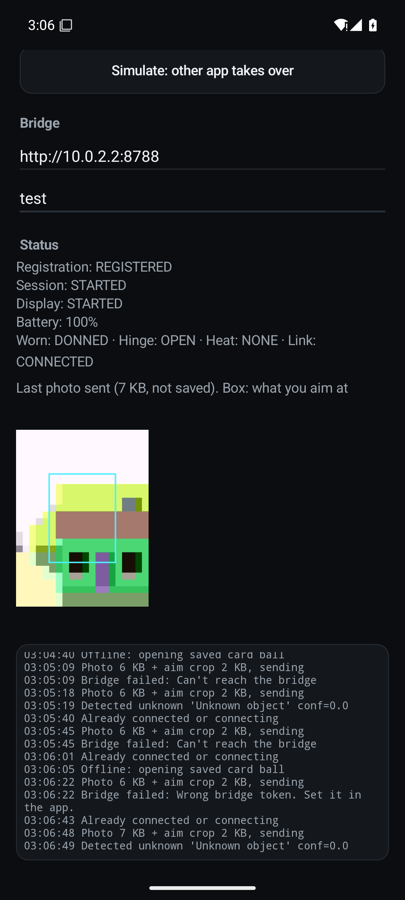 3:06
Simulate: other app takes over
Bridge
http://10.0.2.2:8788
test
Status
Registration: REGISTERED
Session: STARTED
Display: STARTED
Battery: 100%
Worn: DONNED · Hinge: OPEN · Heat: NONE · Link:
CONNECTED
Last photo sent (7 KB, not saved). Box: what you aim at
03:04:40 Offline: opening saved card ball
03:05:09 Photo 6 KB + aim crop 2 KB, sending
03:05:09 Bridge failed: Can't reach the bridge
03:05:18 Photo 6 KB + aim crop 2 KB, sending
03:05:19 Detected unknown 'Unknown object' conf=0.0
03:05:40 Already connected or connecting
03:05:45 Photo 6 KB + aim crop 2 KB, sending
03:05:45 Bridge failed: Can't reach the bridge
03:06:01 Already connected or connecting
03:06:05 Offline: opening saved card ball
03:06:22 Photo 6 KB + aim crop 2 KB, sending
03:06:22 Bridge failed: Wrong bridge token. Set it in
the app.
03:06:43 Already connected or connecting
03:06:48 Photo 7 KB + aim crop 2 KB, sending
03:06:49 Detected unknown 'Unknown object' conf=0.0